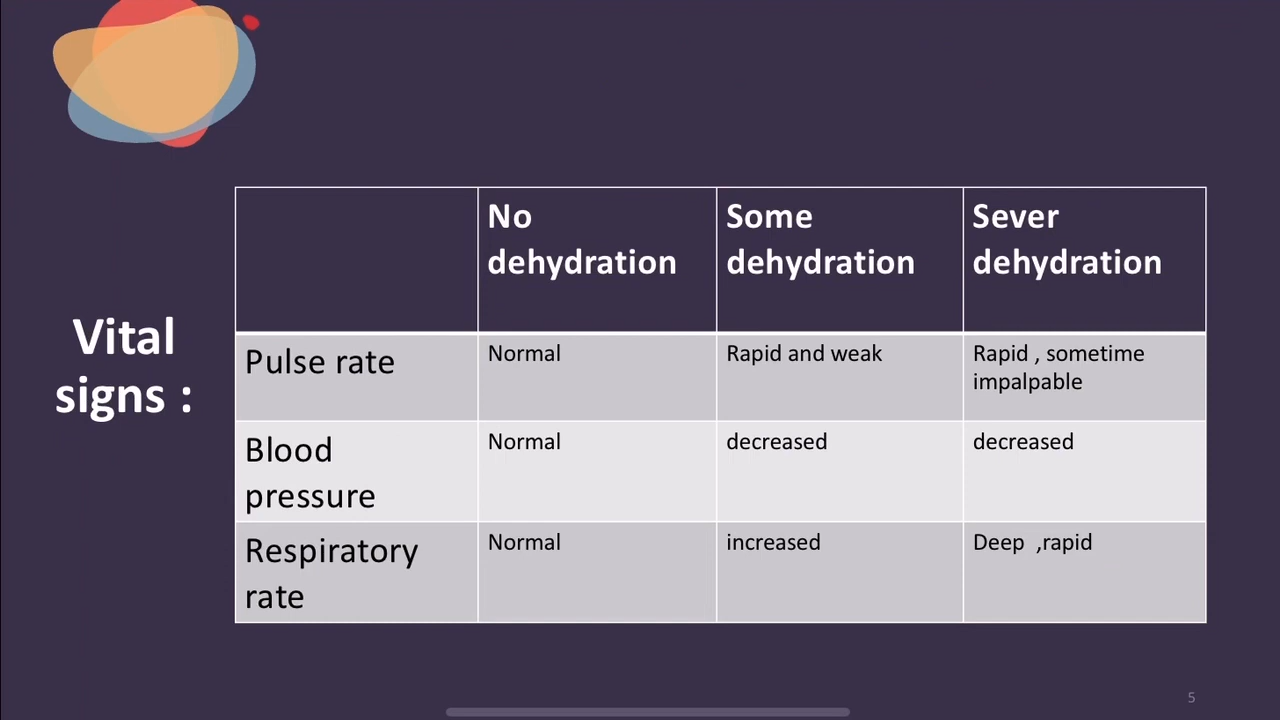 Vital
signs :
No
dehydration
Some
dehydration
Sever
dehydration
Pulse rate
Normal
Rapid and weak
Rapid , sometime
impalpable
Blood
pressure
Normal
decreased
decreased
Respiratory
rate
Normal
increased
Deep  ,rapid
5